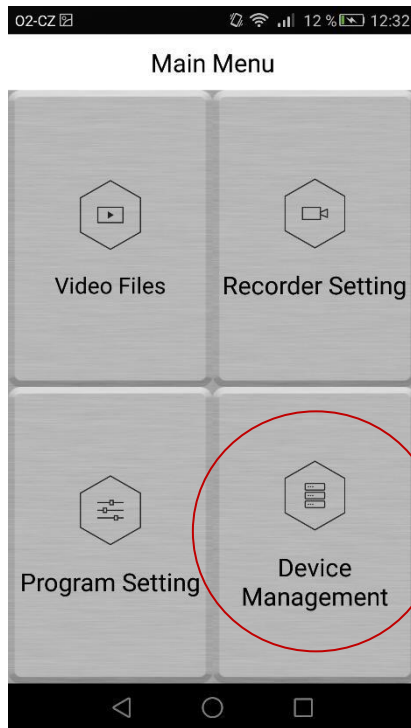 O2-CZ 12 % 12:32
Main Menu
Video Files
Recorder Setting
Program Setting
Device
Management